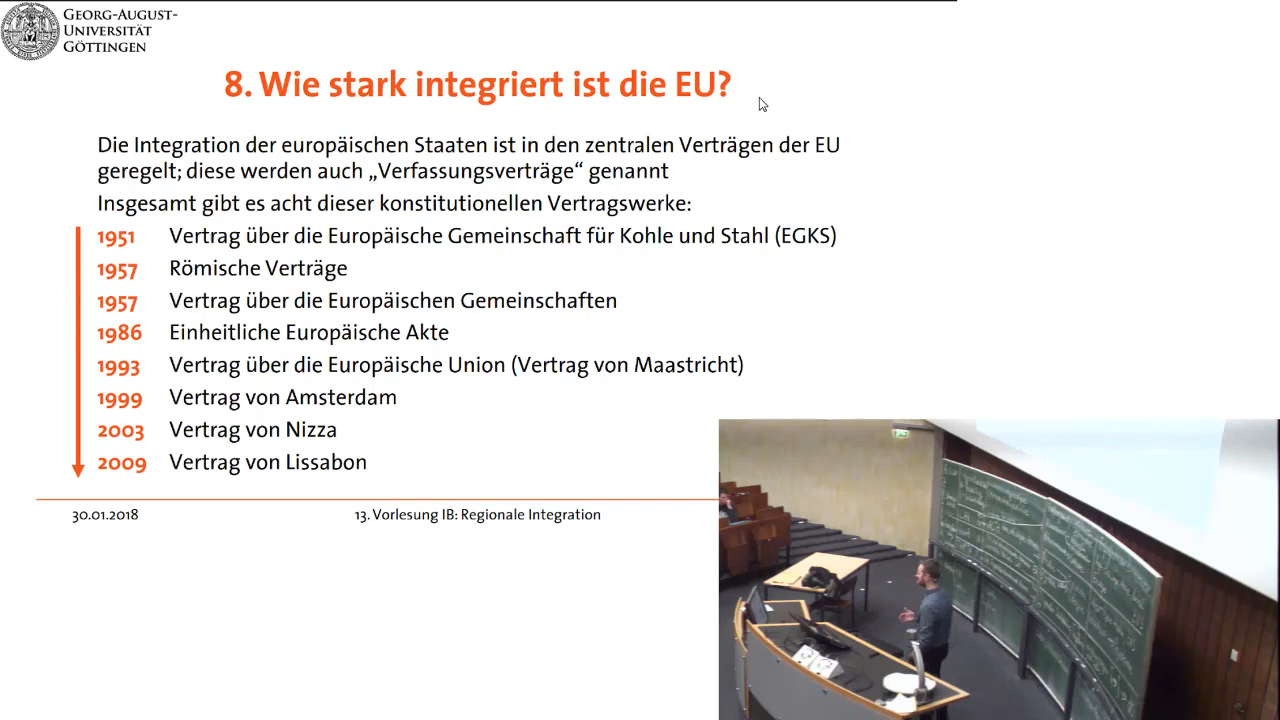 GEORG-AUGUST-
UNIVERSITÄT
GÖTTINGEN
8. Wie stark integriert ist die EU?
Die Integration der europäischen Staaten ist in den zentralen Verträgen der EU
geregelt; diese werden auch „Verfassungsverträge“ genannt
Insgesamt gibt es acht dieser konstitutionellen Vertragswerke:
1951 Vertrag über die Europäische Gemeinschaft für Kohle und Stahl (EGKS)
1957 Römische Verträge
1957 Vertrag über die Europäischen Gemeinschaften
1986 Einheitliche Europäische Akte
1993 Vertrag über die Europäische Union (Vertrag von Maastricht)
1999 Vertrag von Amsterdam
2003 Vertrag von Nizza
2009 Vertrag von Lissabon
30.01.2018 13. Vorlesung IB: Regionale Integration